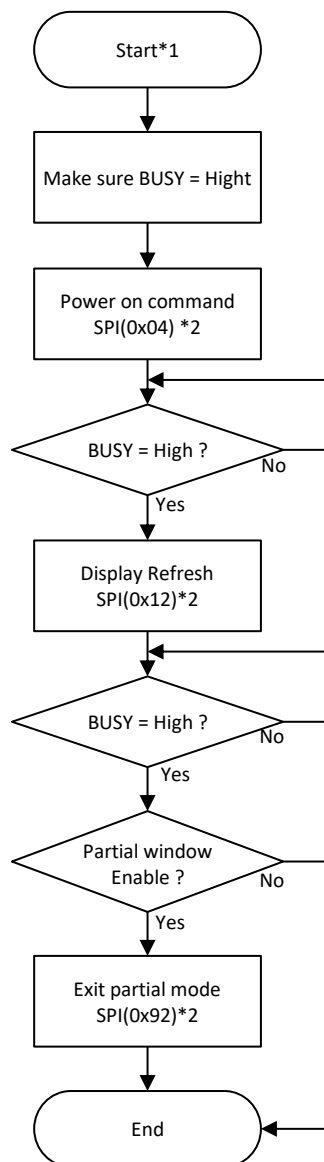 Start*1
Make sure BUSY = Hight
Power on command
SPI(0x04) *2
BUSY = High ?
No
Yes
Display Refresh
SPI(0x12)*2
BUSY = High ?
No
Yes
Partial window
Enable ?
No
Yes
Exit partial mode
SPI(0x92)*2
End